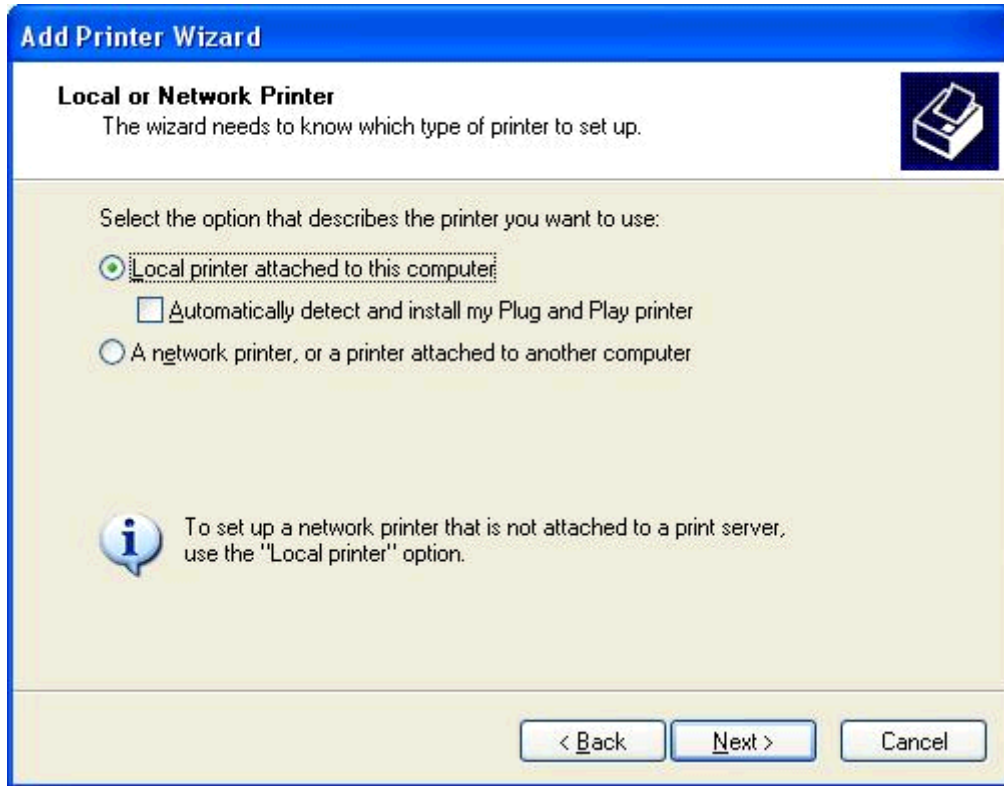 Add Printer Wizard
Local or Network Printer
The wizard needs to know which type of printer to set up.
Select the option that describes the printer you want to use:
Local printer attached to this computer
Automatically detect and install my Plug and Play printer
A network printer, or a printer attached to another computer
To set up a network printer that is not attached to a print server,
use the "Local printer" option.
< Back
Next >
Cancel